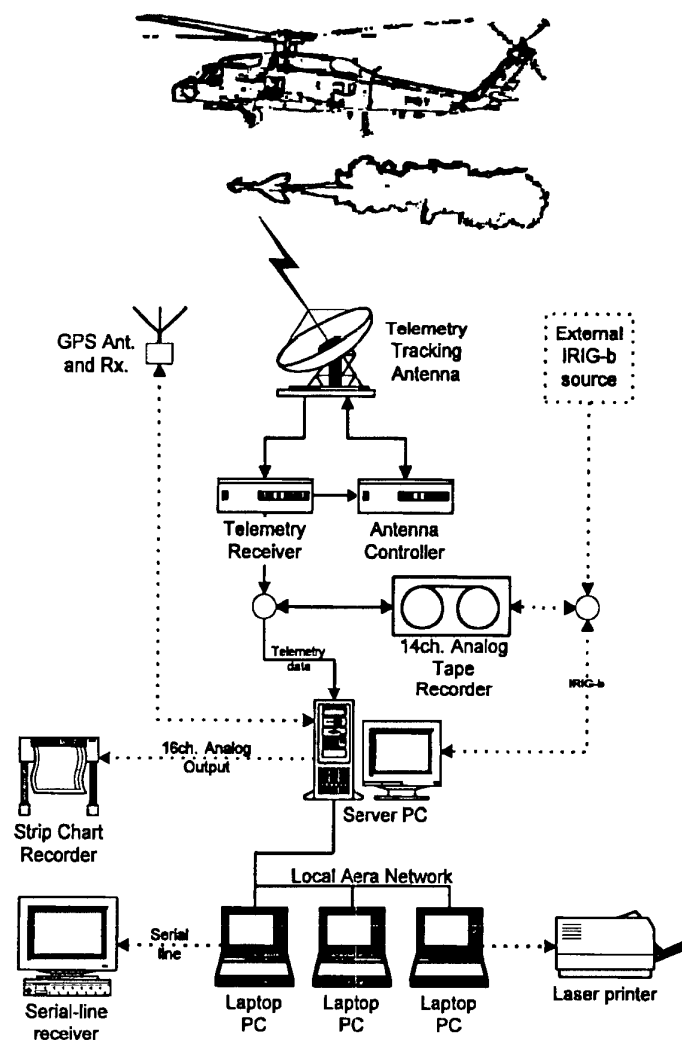 GPS Ant.
and Rx.
Telemetry
Tracking
Antenna
External
IRIG-b
source
Telemetry
Receiver
Antenna
Controller
14ch. Analog
Tape
Recorder
Telemetry
data
IRIG-b
16ch. Analog
Output
Server PC
Strip Chart
Recorder
Local Aera Network
Serial
line
Serial-line
receiver
Laptop
PC
Laptop
PC
Laptop
PC
Laser printer